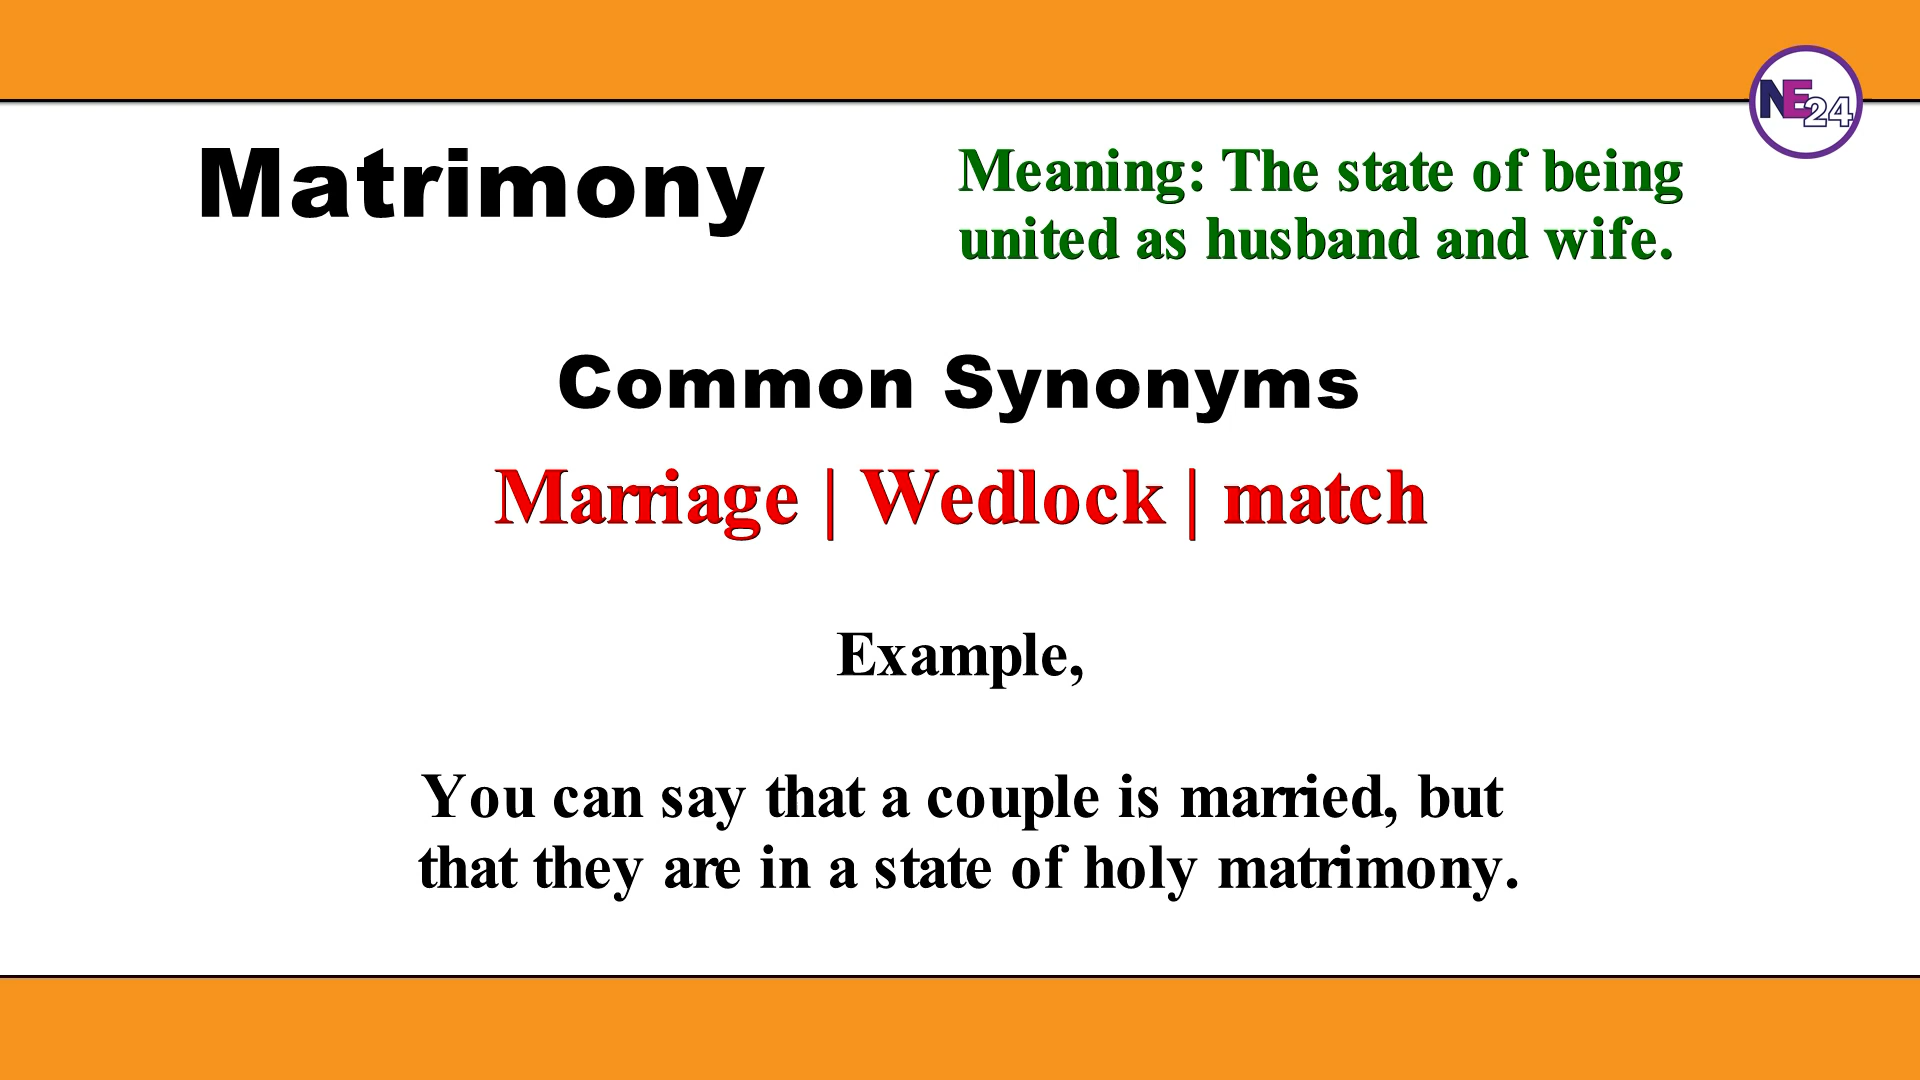 NE24
Matrimony
Meaning: The state of being
united as husband and wife.
Common Synonyms
Marriage | Wedlock | match
Example,
You can say that a couple is married, but
that they are in a state of holy matrimony.